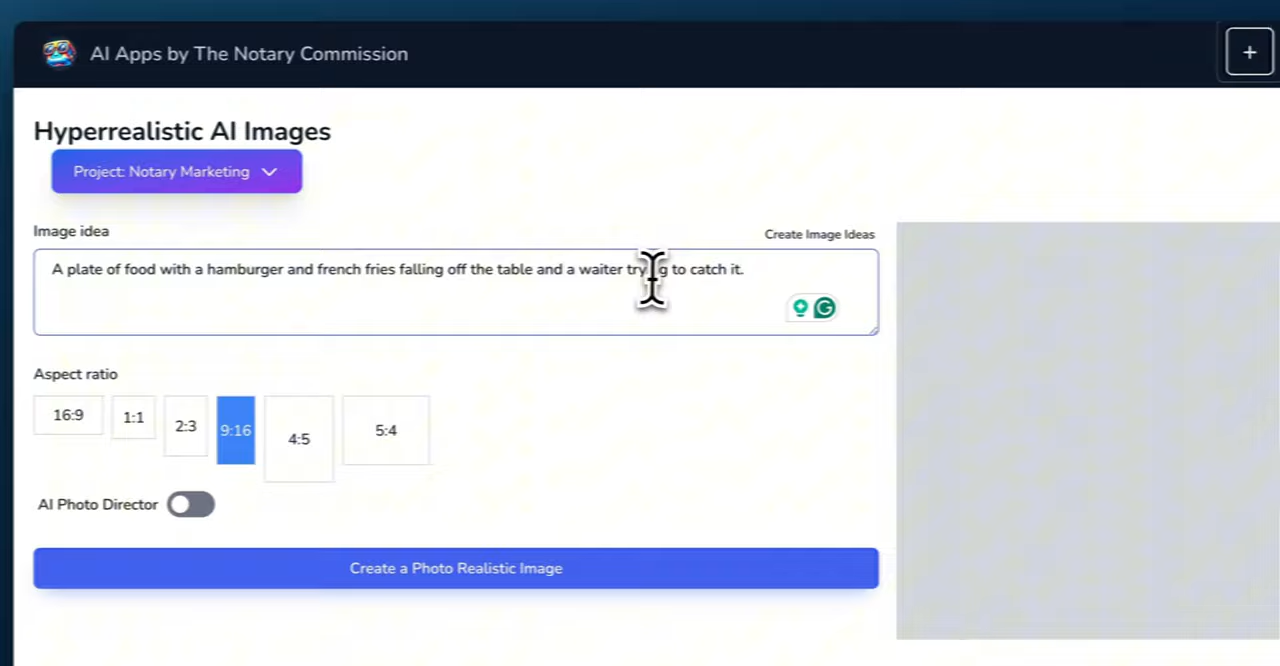 AI Apps by The Notary Commission
+
Hyperrealistic AI Images
Project: Notary Marketing
Image idea
Create Image Ideas
A plate of food with a hamburger and french fries falling off the table and a waiter trying to catch it.
Aspect ratio
16:9 1:1 2:3 9:16 4:5 5:4
AI Photo Director
Create a Photo Realistic Image